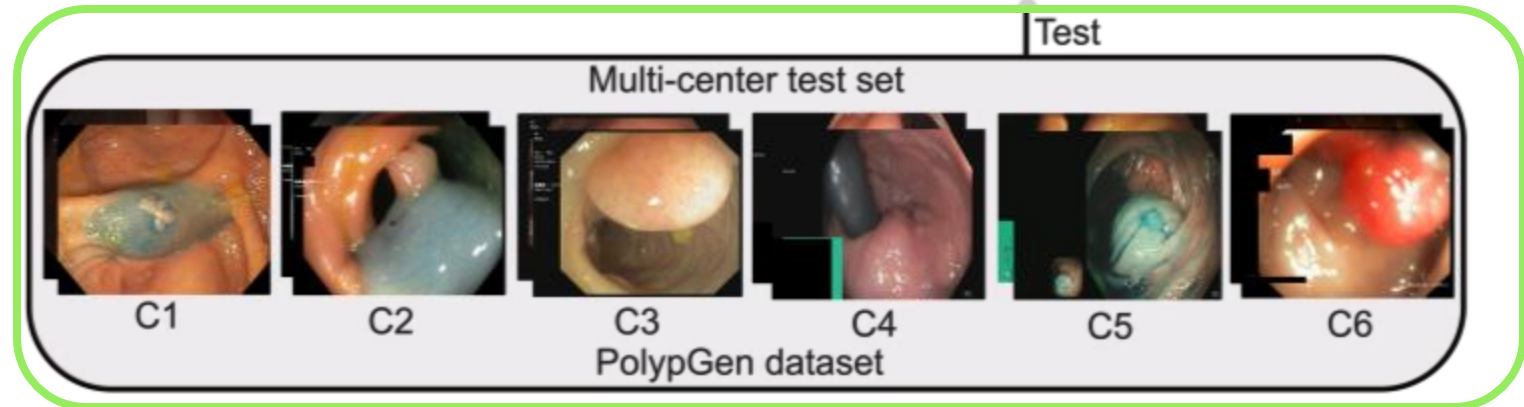 Test
Multi-center test set
C1
C2
C3
C4
C5
C6
PolypGen dataset